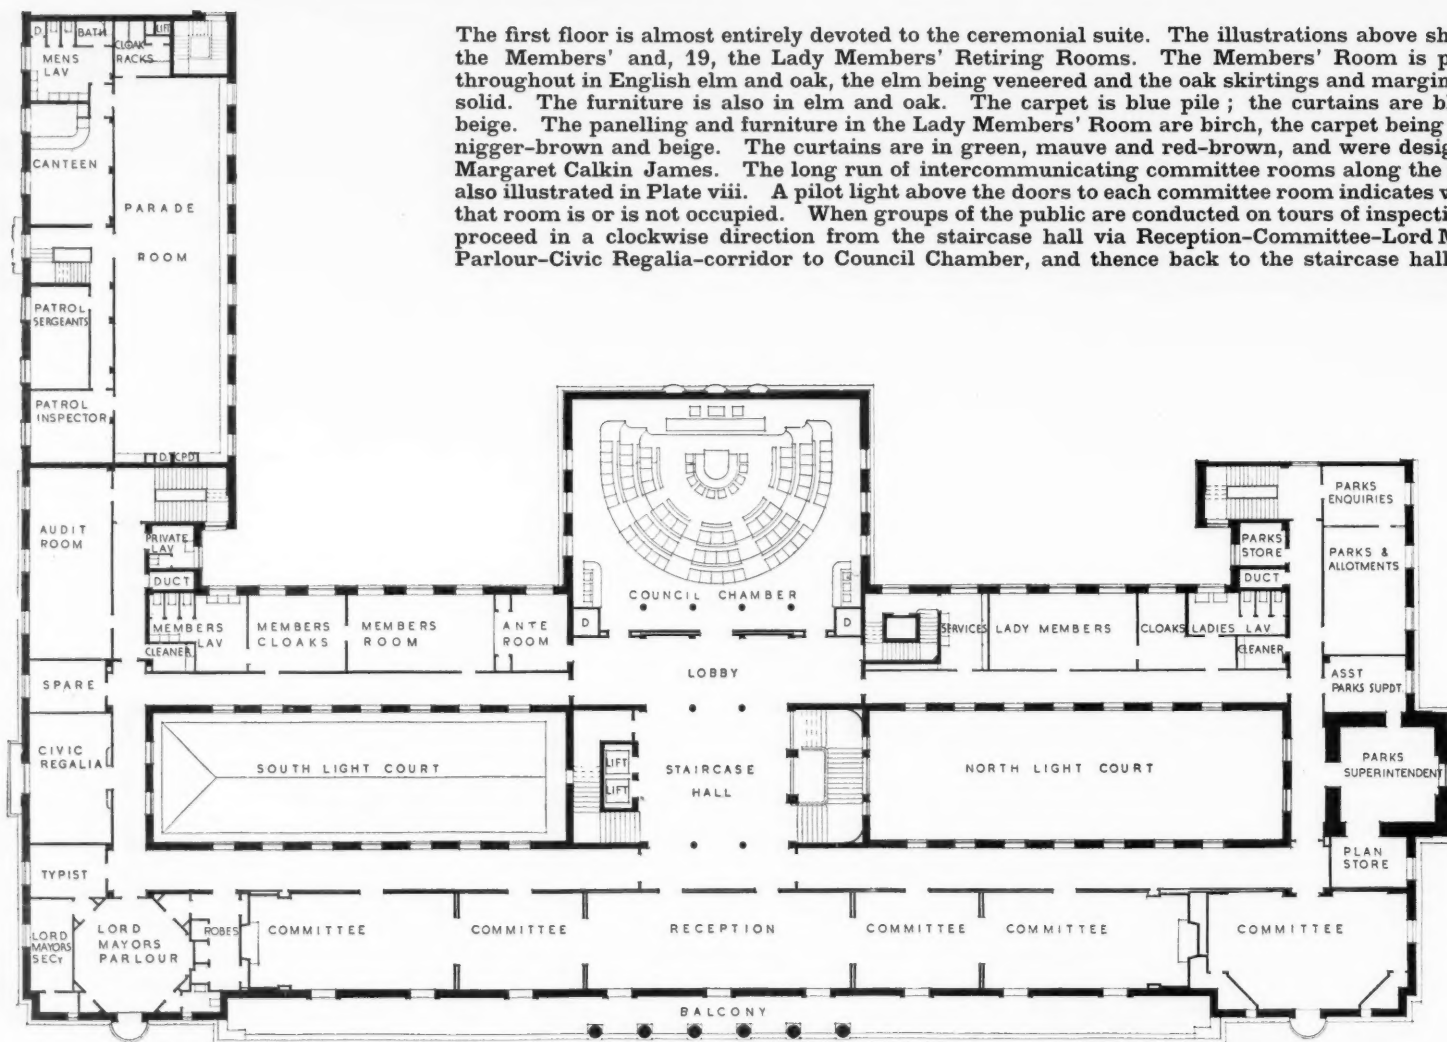 The first floor is almost entirely devoted to the ceremonial suite. The illustrations above
the Members' and, 19, the Lady Members' Retiring Rooms. The Members' Room is
throughout in English elm and oak, the elm being veneered and the oak skirtings and
solid. The furniture is also in elm and oak. The carpet is blue pile ; the curtains are
beige. The panelling and furniture in the Lady Members' Room are birch, the carpet being
nigger-brown and beige. The curtains are in green, mauve and red-brown, and were
Margaret Calkin James. The long run of intercommunicating committee rooms along the
also illustrated in Plate viii. A pilot light above the doors to each committee room indicates
that room is or is not occupied. When groups of the public are conducted on tours of
proceed in a clockwise direction from the staircase hall via Reception-Committee-Lord
Parlour-Civic Regalia-corridor to Council Chamber, and thence back to the staircase hall
D. BATH LIFT
MENS LAV
CLOAK RACKS
CANTEEN
PARADE ROOM
PATROL SERGEANTS
PATROL INSPECTOR
D. CPD
AUDIT ROOM
PRIVATE LAV
DUCT
MEMBERS LAV
CLEANER
MEMBERS CLOAKS
MEMBERS ROOM
ANTE ROOM
D
COUNCIL CHAMBER
D
LOBBY
SERVICES
LADY MEMBERS
CLOAKS
LADIES LAV
CLEANER
PARKS ENQUIRIES
PARKS STORE
DUCT
PARKS & ALLOTMENTS
ASST PARKS SUPDT
SPARE
CIVIC REGALIA
SOUTH LIGHT COURT
LIFT
LIFT
STAIRCASE HALL
NORTH LIGHT COURT
PARKS SUPERINTENDENT
PLAN STORE
TYPIST
LORD MAYORS SECY
LORD MAYORS PARLOUR
ROBES
COMMITTEE
COMMITTEE
RECEPTION
COMMITTEE
COMMITTEE
COMMITTEE
BALCONY